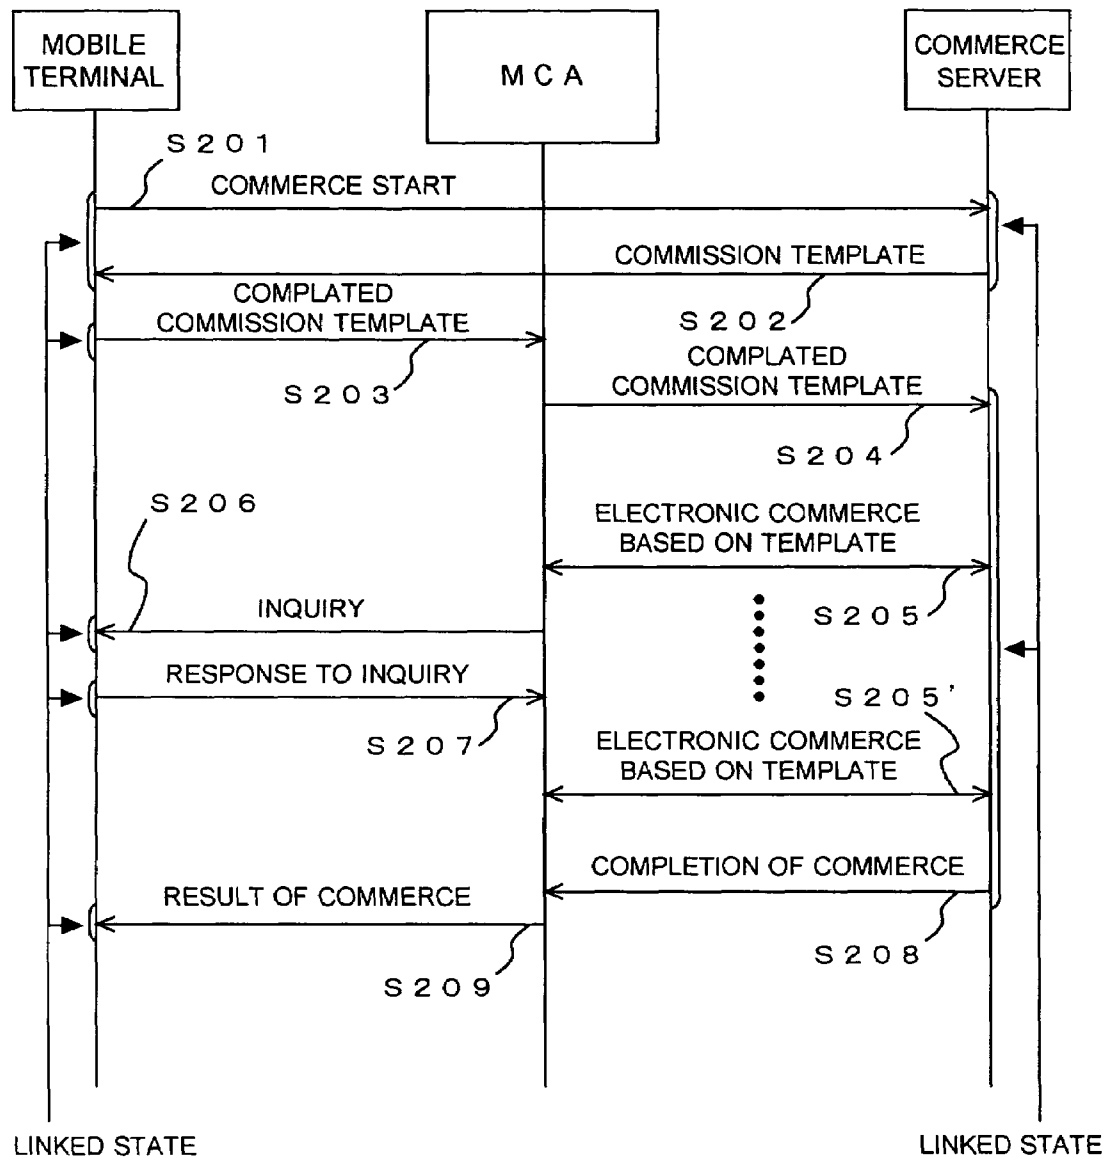 MOBILE
TERMINAL
M C A
COMMERCE
SERVER
S 2 0 1
COMMERCE START
COMMISSION TEMPLATE
S 2 0 2
COMPLATED
COMMISSION TEMPLATE
S 2 0 3
COMPLATED
COMMISSION TEMPLATE
S 2 0 4
S 2 0 6
ELECTRONIC COMMERCE
BASED ON TEMPLATE
S 2 0 5
INQUIRY
RESPONSE TO INQUIRY
S 2 0 7
S 2 0 5 '
ELECTRONIC COMMERCE
BASED ON TEMPLATE
COMPLETION OF COMMERCE
S 2 0 8
RESULT OF COMMERCE
S 2 0 9
LINKED STATE
LINKED STATE